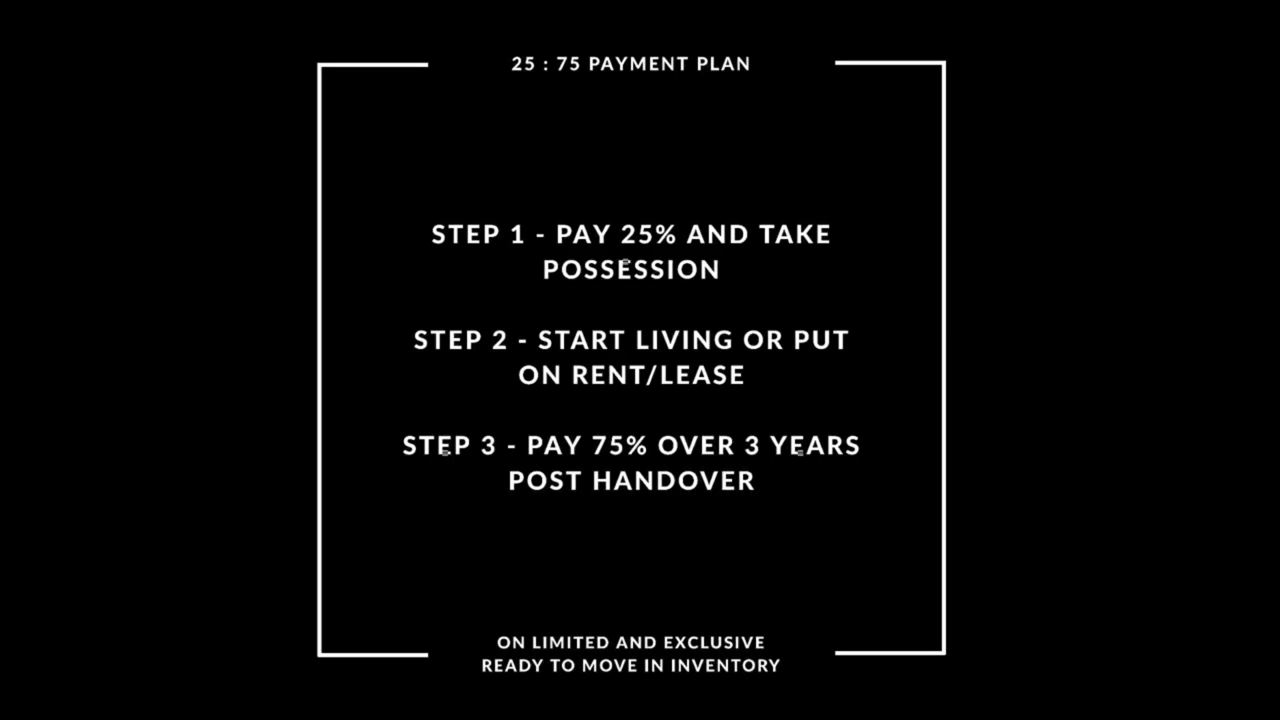 25 : 75 PAYMENT PLAN
STEP 1 - PAY 25% AND TAKE
POSSESSION
STEP 2 - START LIVING OR PUT
ON RENT/LEASE
STEP 3 - PAY 75% OVER 3 YEARS
POST HANDOVER
ON LIMITED AND EXCLUSIVE
READY TO MOVE IN INVENTORY